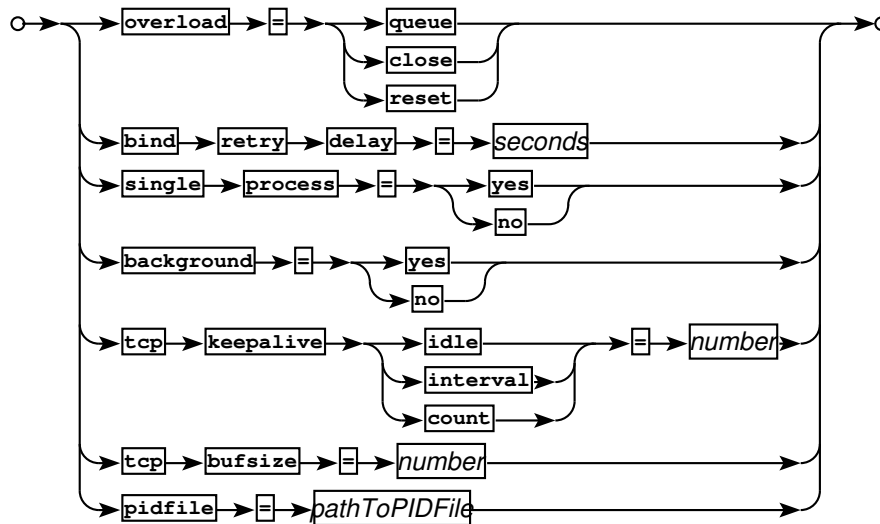 overload = queue
close
reset
bind retry delay = seconds
single process = yes
no
background = yes
no
tcp keepalive idle = number
interval
count
tcp bufsize = number
pidfile = pathToPIDFile